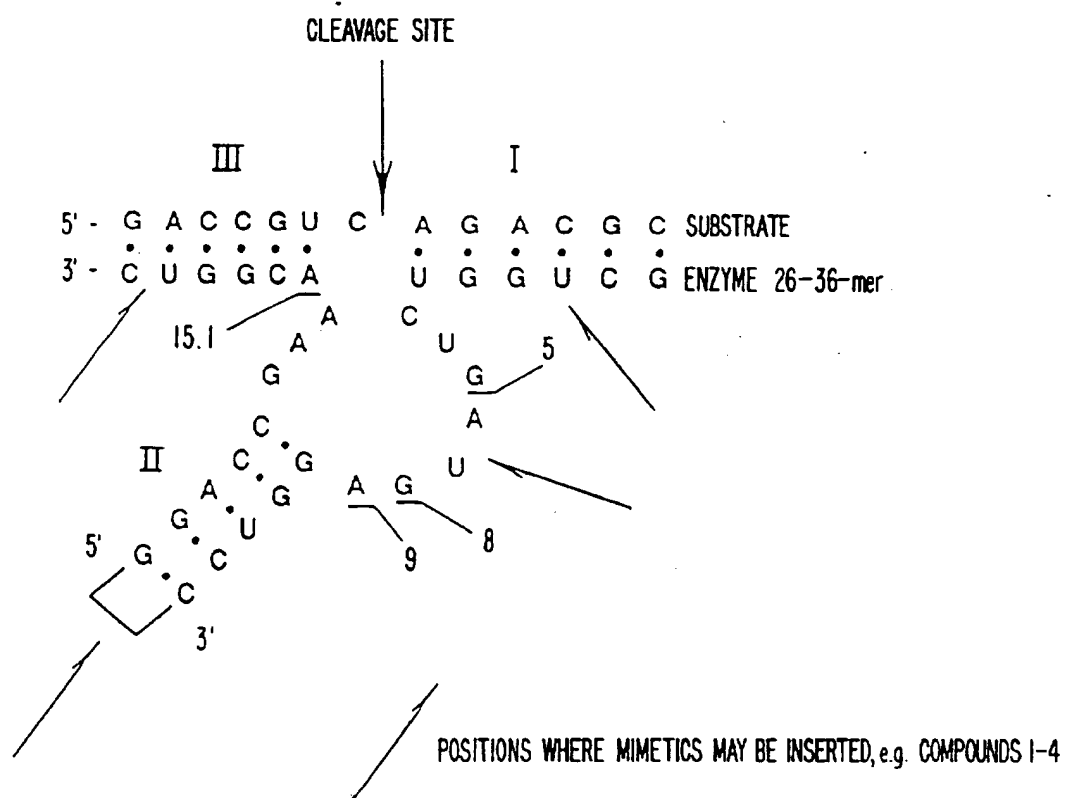 CLEAVAGE SITE
III I
5' - G A C C G U C A G A C G C SUBSTRATE
3' - C U G G C A U G G U C G ENZYME 26-36-mer
15.1 A C
A U 5
G G
C A
II C G U
A G A G
G U 9 8
5' G C
C
3'
POSITIONS WHERE MIMETICS MAY BE INSERTED, e.g. COMPOUNDS 1-4